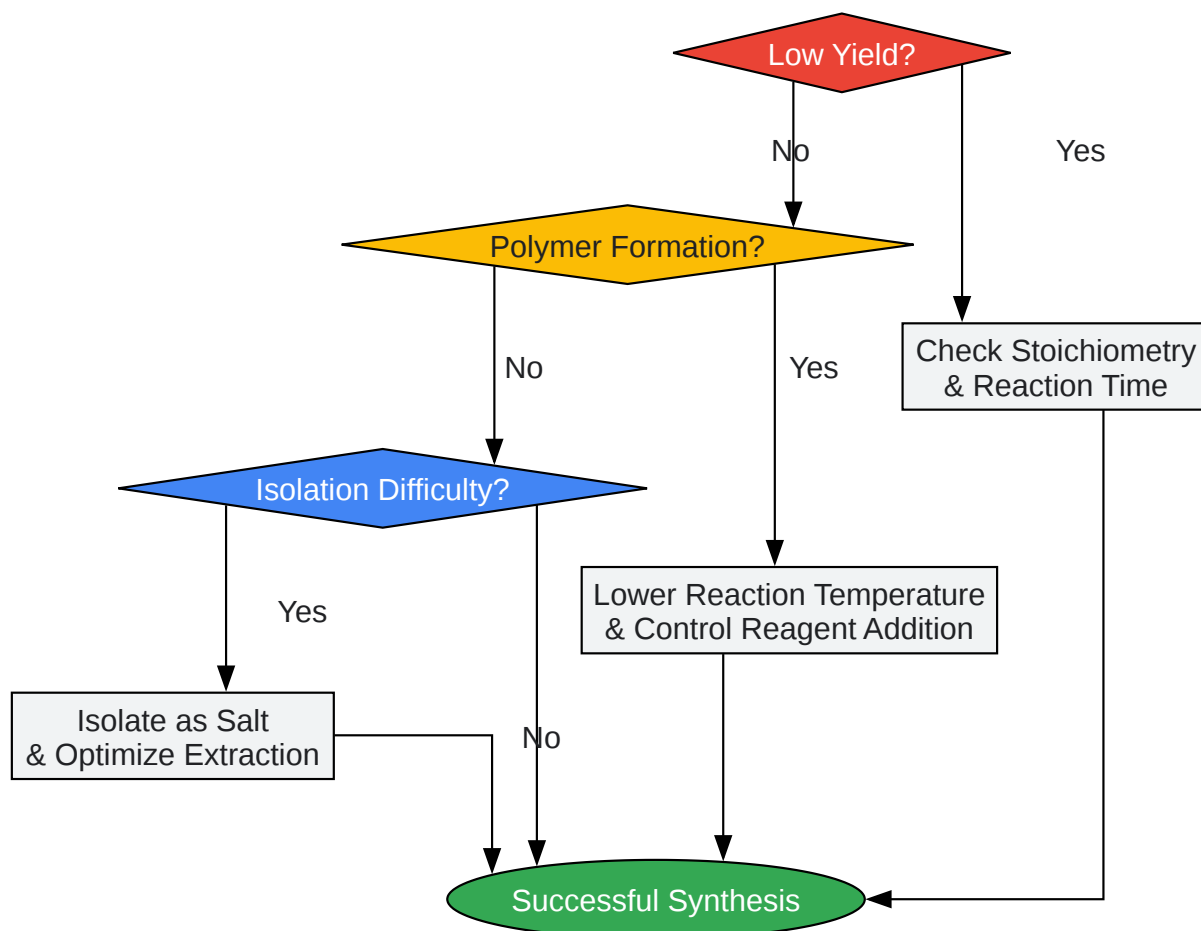 Low Yield?
No
Yes
Polymer Formation?
No
Yes
Check Stoichiometry
& Reaction Time
Isolation Difficulty?
Yes
Lower Reaction Temperature
& Control Reagent Addition
Isolate as Salt
& Optimize Extraction
No
Successful Synthesis